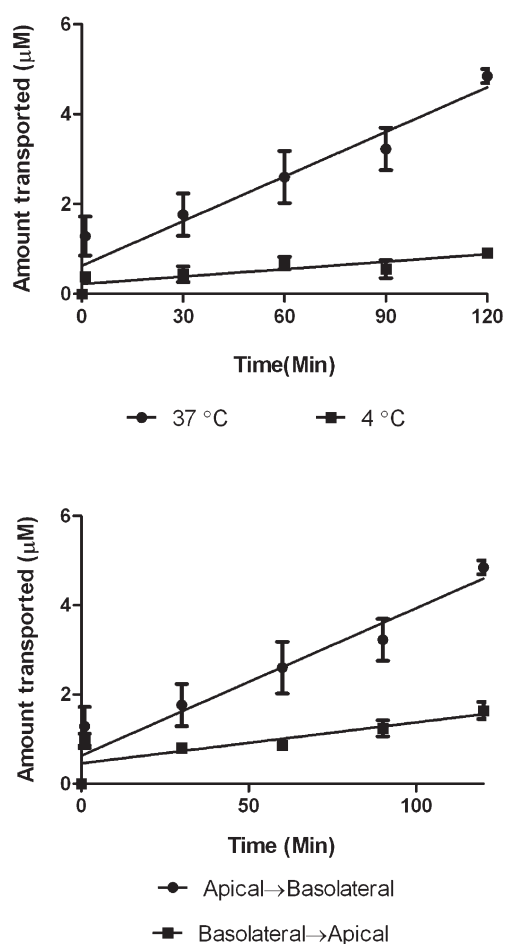 6
4
2
0
Amount transported (μM)
0 30 60 90 120
Time(Min)
37 °C 4 °C
6
4
2
0
Amount transported (μM)
0 50 100
Time (Min)
Apical→Basolateral
Basolateral→Apical